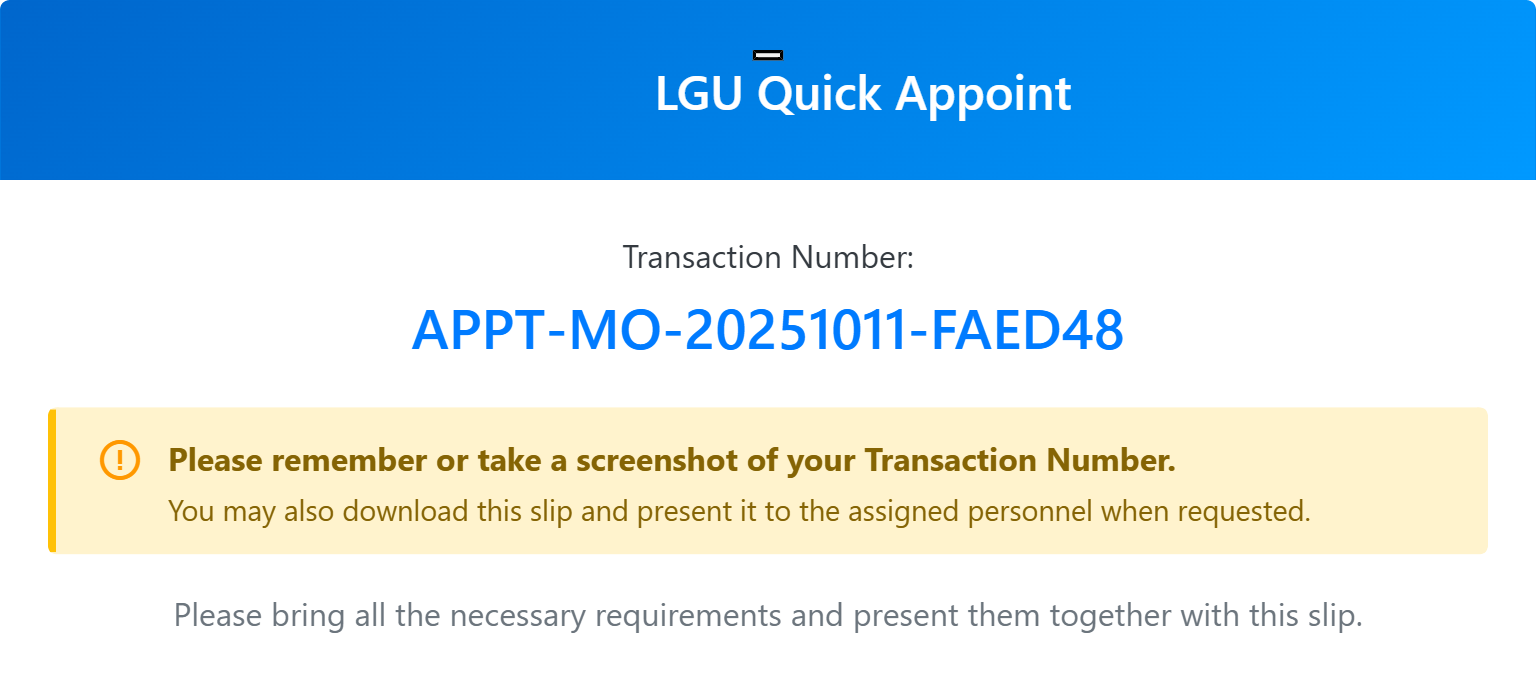 LGU Quick Appoint
Transaction Number:
APPT-MO-20251011-FAED48
Please remember or take a screenshot of your Transaction Number.
You may also download this slip and present it to the assigned personnel when requested.
Please bring all the necessary requirements and present them together with this slip.